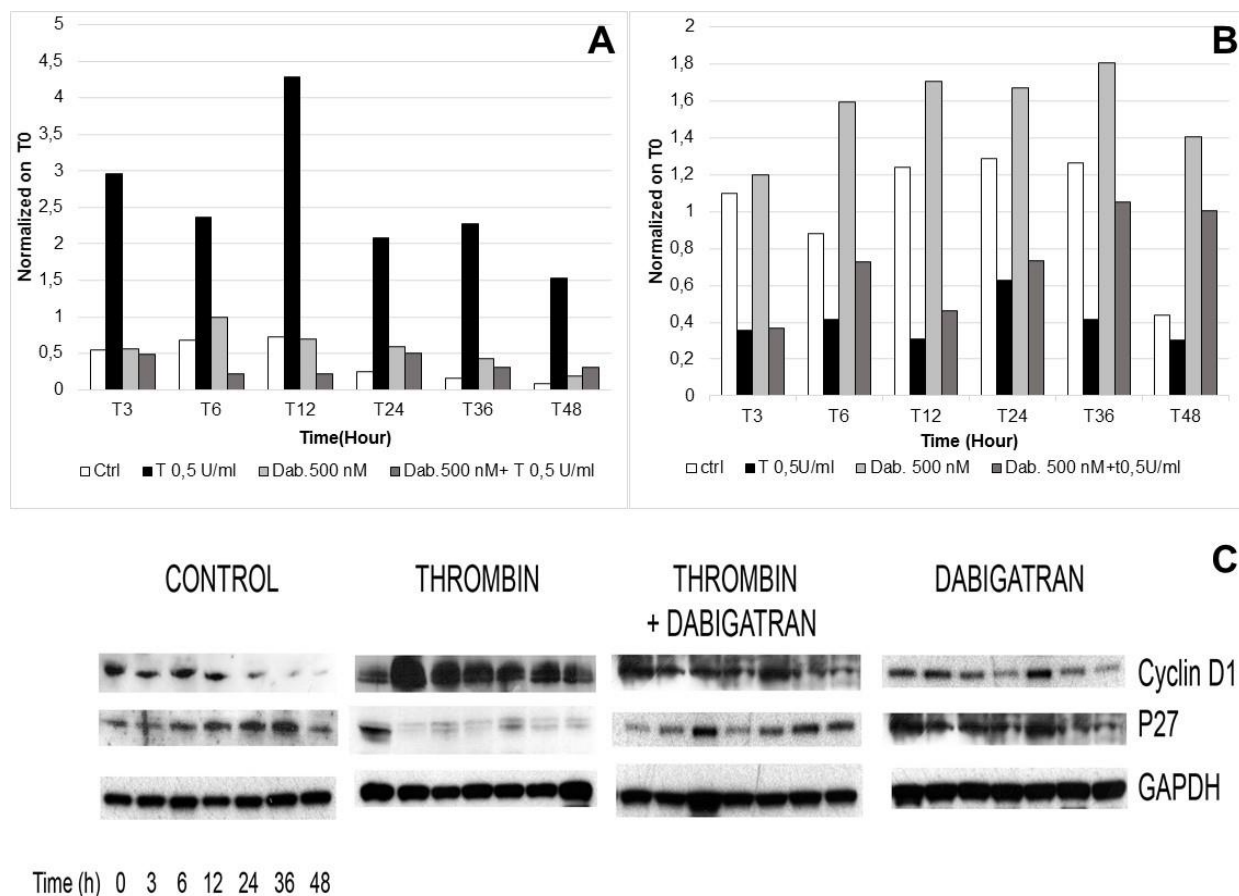 A
5
4,5
4
3,5
3
2,5
2
1,5
1
0,5
0
Normalized on T0
T3 T6 T12 T24 T36 T48
Time(Hour)
Ctrl T 0,5 U/ml Dab.500 nM Dab.500 nM+ T 0,5 U/ml
B
2
1,8
1,6
1,4
1,2
1
0,8
0,6
0,4
0,2
0
Normalized on T0
T3 T6 T12 T24 T36 T48
Time (Hour)
ctrl T 0,5U/ml Dab. 500 nM Dab. 500 nM+t0,5U/ml
C
CONTROL THROMBIN THROMBIN DABIGATRAN
+ DABIGATRAN
Cyclin D1
P27
GAPDH
Time (h) 0 3 6 12 24 36 48